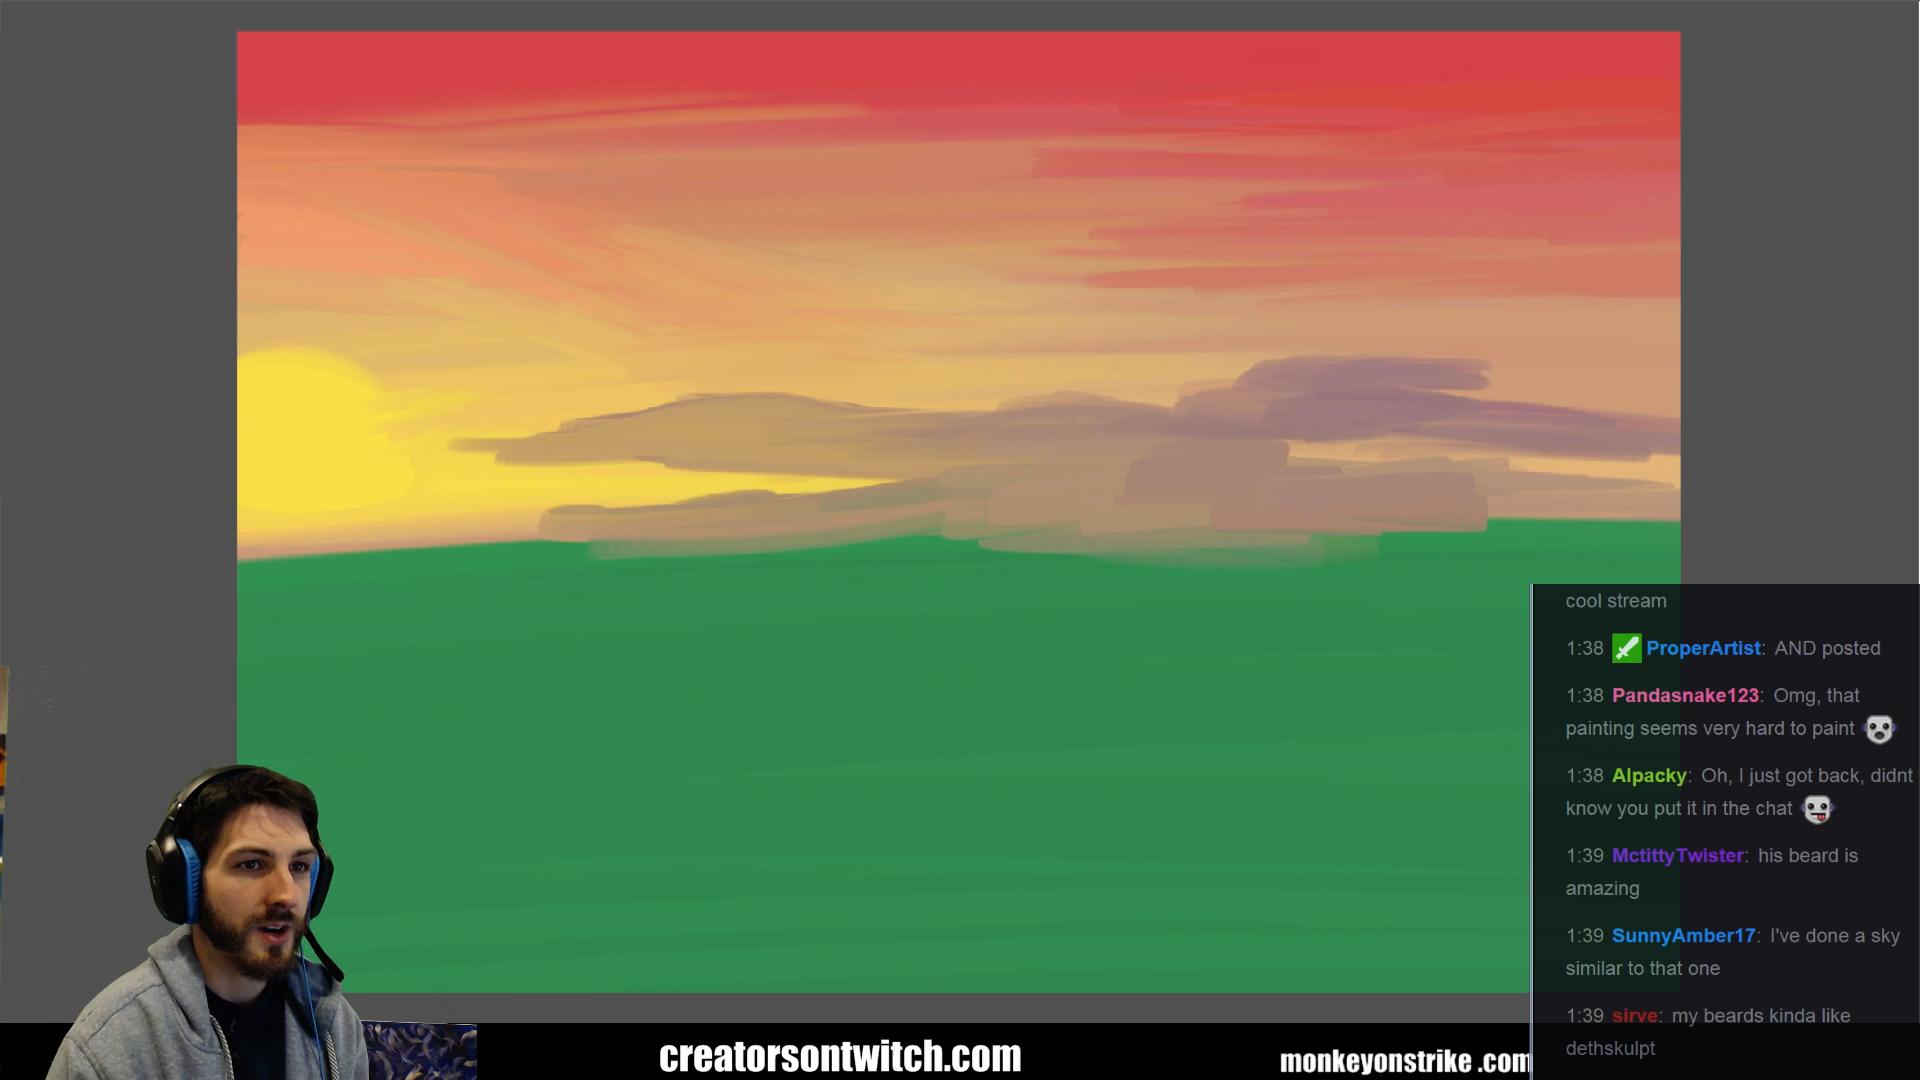 cool stream
1:38 ProperArtist: AND posted
1:38 Pandasnake123: Omg, that
painting seems very hard to paint
1:38 Alpacky: Oh, I just got back, didnt
know you put it in the chat
1:39 MctittyTwister: his beard is
amazing
1:39 SunnyAmber17: I've done a sky
similar to that one
1:39 sirve: my beards kinda like
dethskulpt
creatorsontwitch.com
monkeyonstrike .com